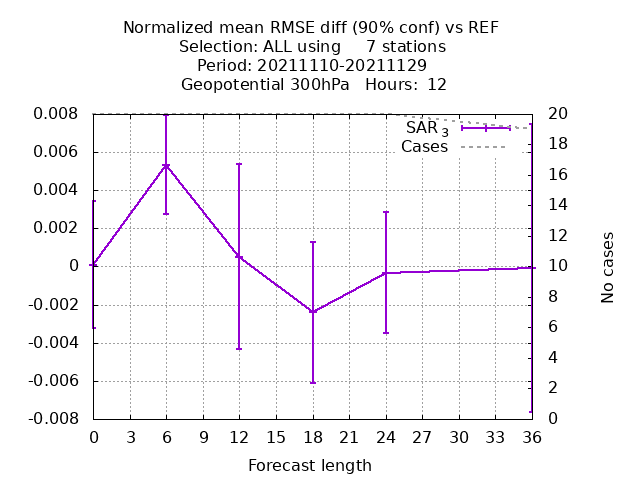 Normalized mean RMSE diff (90% conf) vs REF
Selection: ALL using     7 stations
Period: 20211110-20211129
Geopotential 300hPa   Hours:  12
0.008
0.006
0.004
0.002
0
-0.002
-0.004
-0.006
-0.008
20
18
16
14
12
10
8
6
4
2
0
SAR 3
Cases
No cases
0 3 6 9 12 15 18 21 24 27 30 33 36
Forecast length